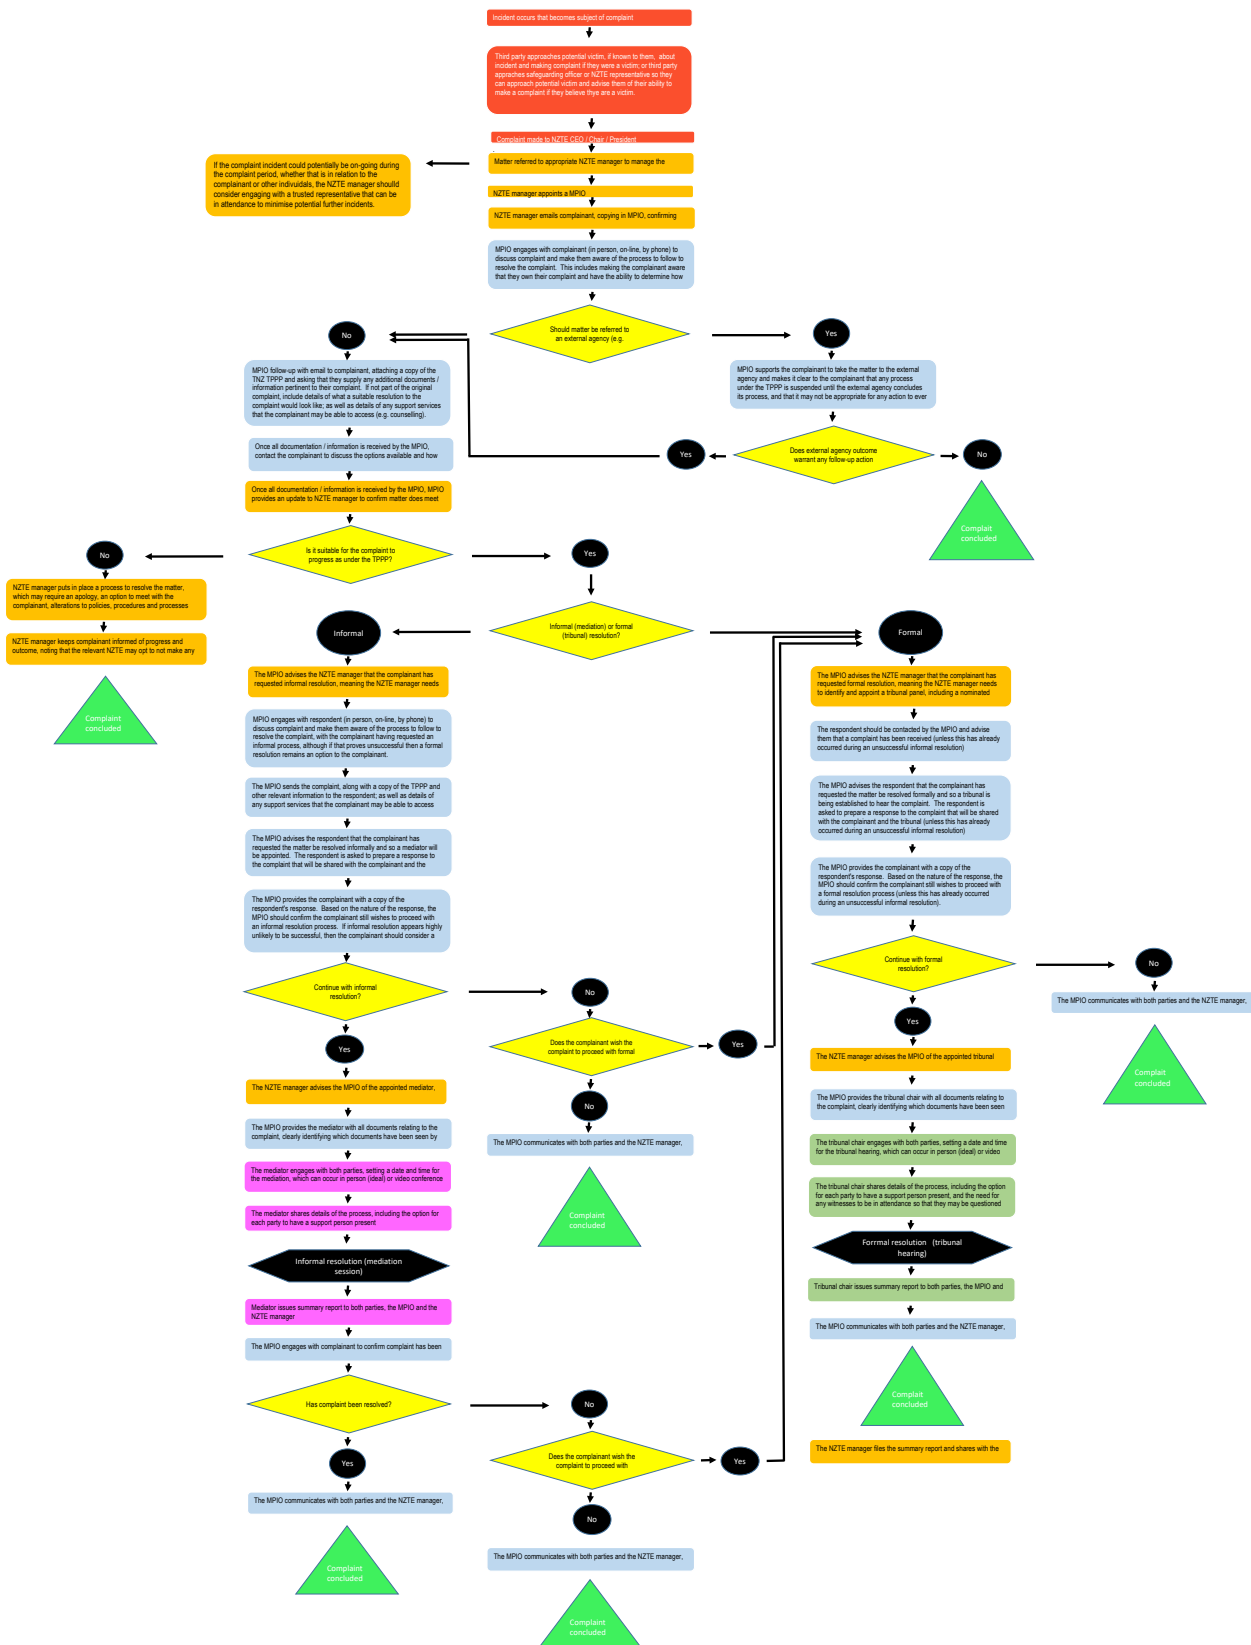 Incident occurs that becomes subject of complaint
Third party approaches potential victim, if known to them, about
incident and making complaint if they were a victim; or third party
appraches safeguarding officer or NZTE representative so they
can approach potential victim and advise them of their ability to
make a complaint if they believe thye are a victim.
Complaint made to NZTE CEO / Chair / President
Matter referred to appropriate NZTE manager to manage the
If the complaint incident could potentially be on-going during
the complaint period, whether that is in relation to the
complainant or other indivuidals, the NZTE manager should
consider engaging with a trusted representative that can be
in attendance to minimise potential further incidents.
NZTE manager appoints a MPIO
NZTE manager emails complainant, copying in MPIO, confirming
MPIO engages with complainant (in person, on-line, by phone) to
discuss complaint and make them aware of the process to follow to
resolve the complaint. This includes making the complainant aware
that they own their complaint and have the ability to determine how
Should matter be referred to
an external agency (e.g.
No
Yes
MPIO follow-up with email to complainant, attaching a copy of the
TNZ TPPP and asking that they supply any additional documents /
information pertinent to their complaint. If not part of the original
complaint, include details of what a suitable resolution to the
complaint would look like; as well as details of any support services
that the complainant may be able to access (e.g. counselling).
MPIO supports the complainant to take the matter to the external
agency and makes it clear to the complainant that any process
under the TPPP is suspended until the external agency concludes
its process, and that it may not be appropriate for any action to ever
Once all documentation / information is received by the MPIO,
contact the complainant to discuss the options available and how
Yes
Does external agency outcome
warrant any follow-up action
No
Complait
concluded
Once all documentation / information is received by the MPIO, MPIO
provides an update to NZTE manager to confirm matter does meet
Is it suitable for the complaint to
progress as under the TPPP?
No
Yes
NZTE manager puts in place a process to resolve the matter,
which may require an apology, an option to meet with the
complainant, alterations to policies, procedures and processes
NZTE manager keeps complainant informed of progress and
outcome, noting that the relevant NZTE may opt to not make any
Complaint
concluded
Informal (mediation) or formal
(tribunal) resolution?
Informal
Formal
The MPIO advises the NZTE manager that the complainant has
requested informal resolution, meaning the NZTE manager needs
MPIO engages with respondent (in person, on-line, by phone) to
discuss complaint and make them aware of the process to follow to
resolve the complaint, with the complainant having requested an
informal process, although if that proves unsuccessful then a formal
resolution remains an option to the complainant.
The MPIO sends the complaint, along with a copy of the TPPP and
other relevant information to the respondent; as well as details of
any support services that the complainant may be able to access
The MPIO advises the respondent that the complainant has
requested the matter be resolved informally and so a mediator will
be appointed. The respondent is asked to prepare a response to
the complaint that will be shared with the complainant and the
The MPIO provides the complainant with a copy of the
respondent's response. Based on the nature of the response, the
MPIO should confirm the complainant still wishes to proceed with
an informal resolution process. If informal resolution appears highly
unlikely to be successful, then the complainant should consider a
Continue with informal
resolution?
No
Does the complainant wish the
complaint to proceed with formal
Yes
No
The MPIO communicates with both parties and the NZTE manager,
Complaint
concluded
Yes
The NZTE manager advises the MPIO of the appointed mediator,
The MPIO provides the mediator with all documents relating to the
complaint, clearly identifying which documents have been seen by
The mediator engages with both parties, setting a date and time for
the mediation, which can occur in person (ideal) or video conference
The mediator shares details of the process, including the option for
each party to have a support person present
Informal resolution (mediation
session)
Mediator issues summary report to both parties, the MPIO and the
NZTE manager
The MPIO engages with complainant to confirm complaint has been
Has complaint been resolved?
No
Dees the complainant wish the
complaint to proceed with
Yes
No
The MPIO communicates with both parties and the NZTE manager,
Complaint
concluded
Yes
The MPIO communicates with both parties and the NZTE manager,
Complaint
concluded
The MPIO advises the NZTE manager that the complainant has
requested formal resolution, meaning the NZTE manager needs
to identify and appoint a tribunal panel, including a nominated
The respondent should be contacted by the MPIO and advise
them that a complaint has been received (unless this has already
occurred during an unsuccessful informal resolution)
The MPIO advises the respondent that the complainant has
requested the matter be resolved formally and so a tribunal is
being established to hear the complaint. The respondent is
asked to prepare a response to the complaint that will be shared
with the complainant and the tribunal (unless this has already
occurred during an unsuccessful informal resolution)
The MPIO provides the complainant with a copy of the
respondent's response. Based on the nature of the response, the
MPIO should confirm the complainant still wishes to proceed with
a formal resolution process (unless this has already occurred
during an unsuccessful informal resolution).
Continue with formal
resolution?
No
The MPIO communicates with both parties and the NZTE manager,
Complait
concluded
Yes
The NZTE manager advises the MPIO of the appointed tribunal
The MPIO provides the tribunal chair with all documents relating to
the complaint, clearly identifying which documents have been seen
The tribunal chair engages with both parties, setting a date and time
for the tribunal hearing, which can occur in person (ideal) or video
The tribunal chair shares details of the process, including the option
for each party to have a support person present, and the need for
any witnesses to be in attendance so that they may be questioned
Forrmal resolution (tribunal
hearing)
Tribunal chair issues summary report to both parties, the MPIO and
The MPIO communicates with both parties and the NZTE manager,
Complait
concluded
The NZTE manager files the summary report and shares with the